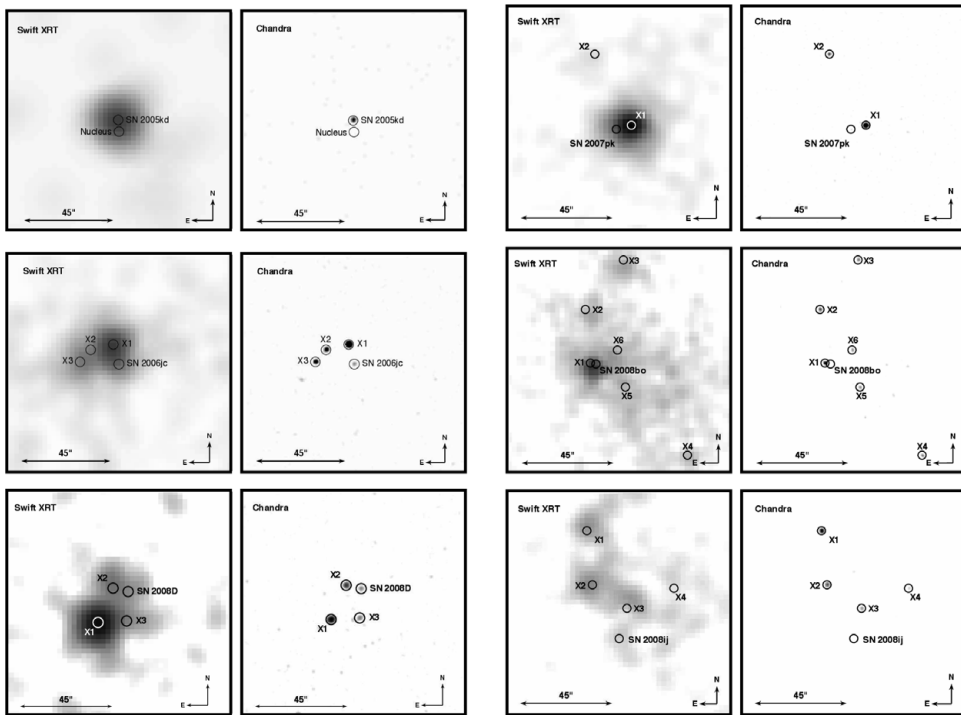 Swift XRT
SN 2005kd
Nucleus
45"
N
E
Chandra
SN 2005kd
Nucleus
45"
N
E
Swift XRT
X2
X1
SN 2007pk
45"
N
E
Chandra
X2
X1
SN 2007pk
45"
N
E
Swift XRT
X2
X1
X3
SN 2006jc
45"
N
E
Chandra
X2
X1
X3
SN 2006jc
45"
N
E
Swift XRT
X3
X2
X6
X1
SN 2008bo
X5
X4
45"
N
E
Chandra
X3
X2
X6
X1
SN 2008bo
X5
X4
45"
N
E
Swift XRT
X2
SN 2008D
X1
X3
45"
N
E
Chandra
X2
SN 2008D
X1
X3
45"
N
E
Swift XRT
X1
X2
X4
X3
SN 2008ij
45"
N
E
Chandra
X1
X2
X4
X3
SN 2008ij
45"
N
E